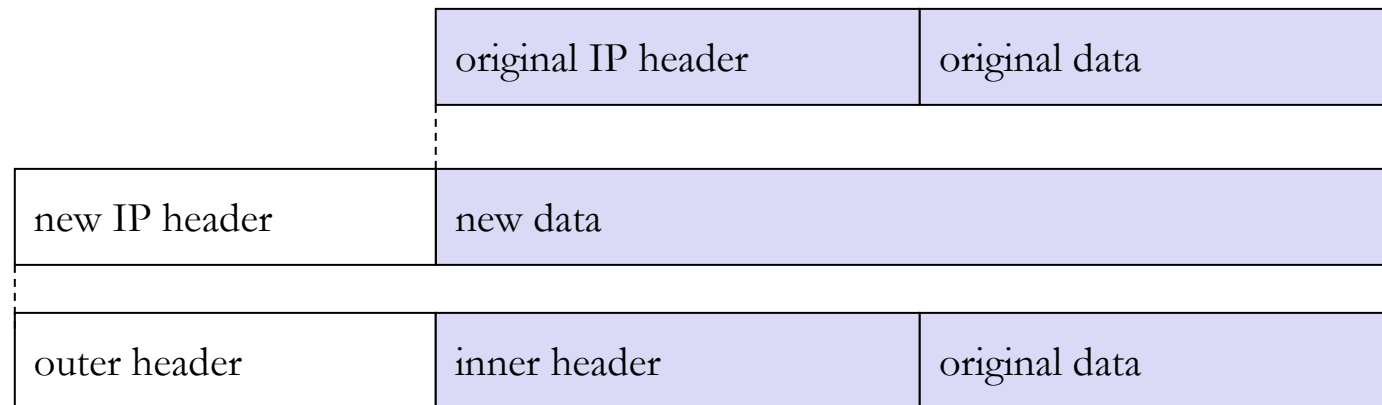 original IP header original data
new IP header new data
outer header inner header original data